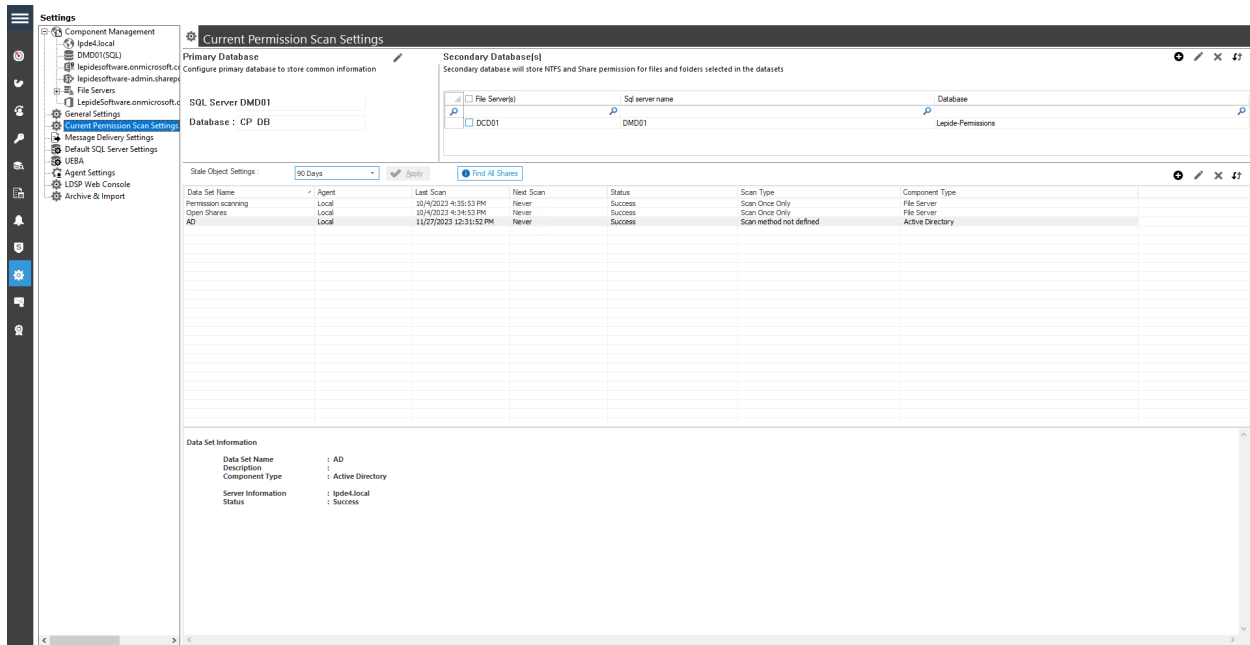 Settings
Component Management
lpde4.local
DMD01(SQL)
lepidesoftware.onmicrosoft.cc
lepidesoftware-admin.sharepc
File Servers
LepideSoftware.onmicrosoft.c
General Settings
Current Permission Scan Settings
Message Delivery Settings
Default SQL Server Settings
UEBA
Agent Settings
LDSP Web Console
Archive & Import
Current Permission Scan Settings
Primary Database
Configure primary database to store common information
SQL Server DMD01
Database : CP DB
Secondary Database(s)
Secondary database will store NTFS and Share permission for files and folders selected in the datasets
File Server(s) Sql server name Database
DCD01 DMD01 Lepide-Permissions
Stale Object Settings : 90 Days Apply Find All Shares
Data Set Name Agent Last Scan Next Scan Status Scan Type Component Type
Permission scanning Local 10/4/2023 4:35:53 PM Never Success Scan Once Only File Server
Open Shares Local 10/4/2023 4:34:53 PM Never Success Scan Once Only File Server
AD Local 11/27/2023 12:31:52 PM Never Success Scan method not defined Active Directory
Data Set Information
Data Set Name : AD
Description :
Component Type : Active Directory
Server Information : lpde4.local
Status : Success